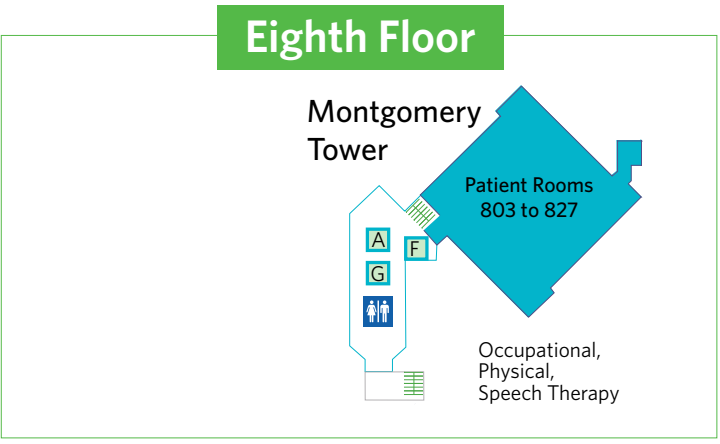 Eighth Floor
Montgomery
Tower
Patient Rooms
803 to 827
A
F
G
Occupational,
Physical,
Speech Therapy